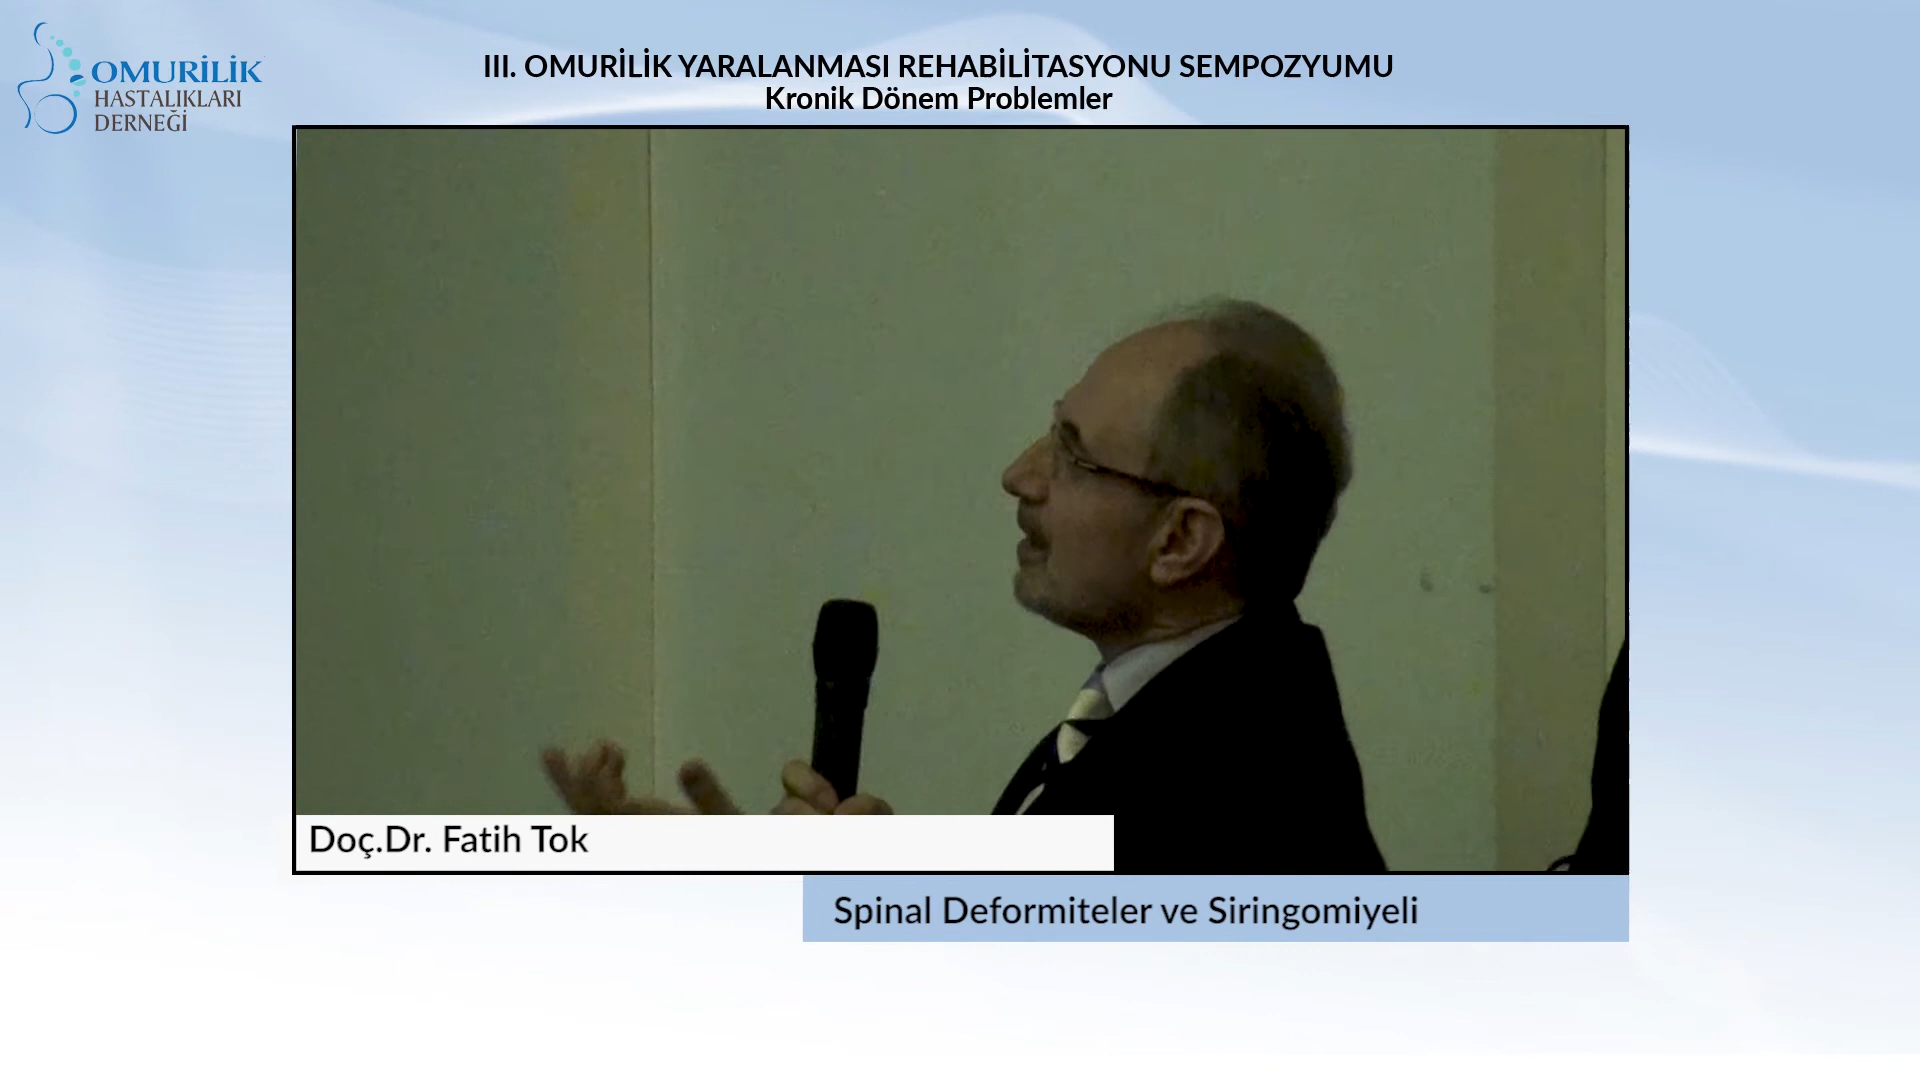 OMURİLİK
HASTALIKLARI
DERNEĞİ
III. OMURİLİK YARALANMASI REHABİLİTASYONU SEMPOZYUMU
Kronik Dönem Problemler
Doç.Dr. Fatih Tok
Spinal Deformiteler ve Siringomiyeli